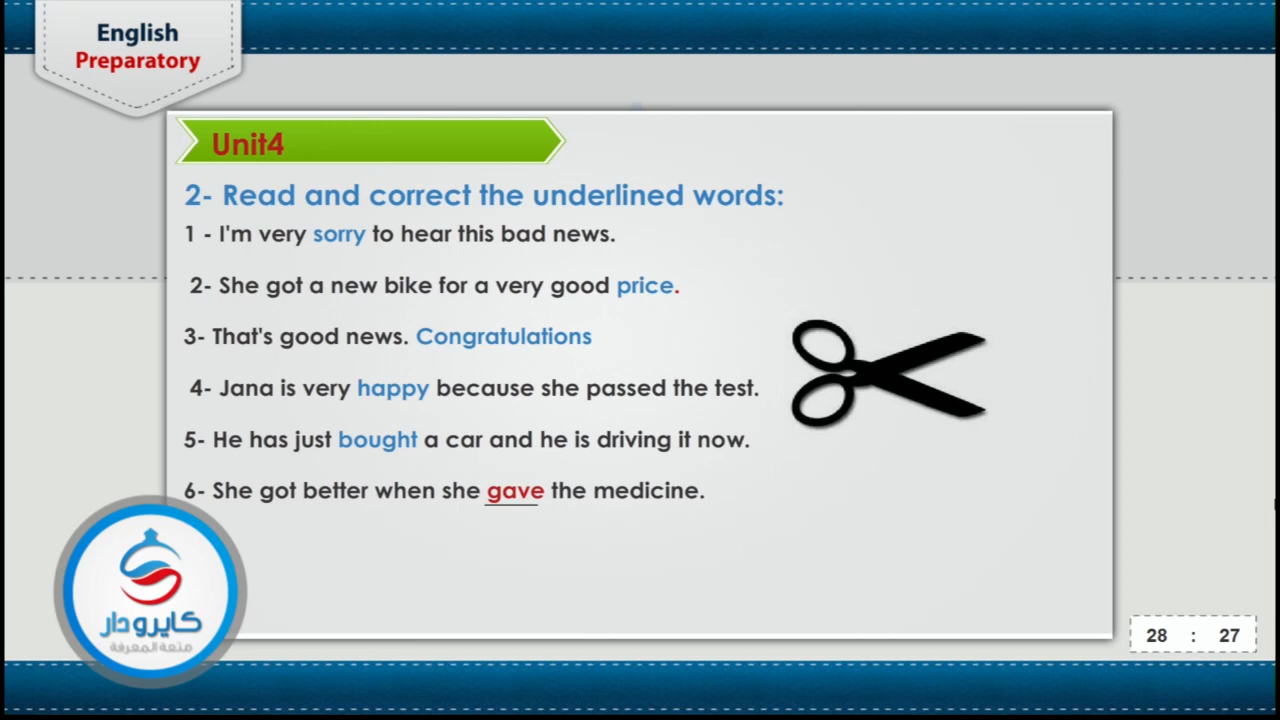 English
Preparatory
Unit4
2- Read and correct the underlined words:
1 - I'm very sorry to hear this bad news.
2- She got a new bike for a very good price.
3- That's good news. Congratulations
4- Jana is very happy because she passed the test.
5- He has just bought a car and he is driving it now.
6- She got better when she gave the medicine.
كايرودار
متعة المعرفة
28 : 27